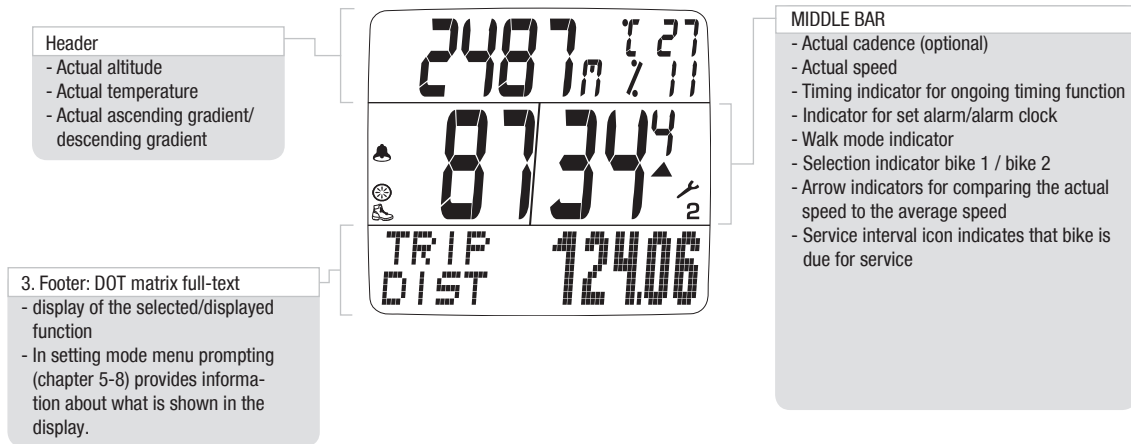 Header
- Actual altitude
- Actual temperature
- Actual ascending gradient/
descending gradient
3. Footer: DOT matrix full-text
- display of the selected/displayed
function
- In setting mode menu prompting
(chapter 5-8) provides informa-
tion about what is shown in the
display.
2487m °C 27
% 11
87 34 4
2
TRIP
DIST 124.06
MIDDLE BAR
- Actual cadence (optional)
- Actual speed
- Timing indicator for ongoing timing function
- Indicator for set alarm/alarm clock
- Walk mode indicator
- Selection indicator bike 1 / bike 2
- Arrow indicators for comparing the actual
speed to the average speed
- Service interval icon indicates that bike is
due for service